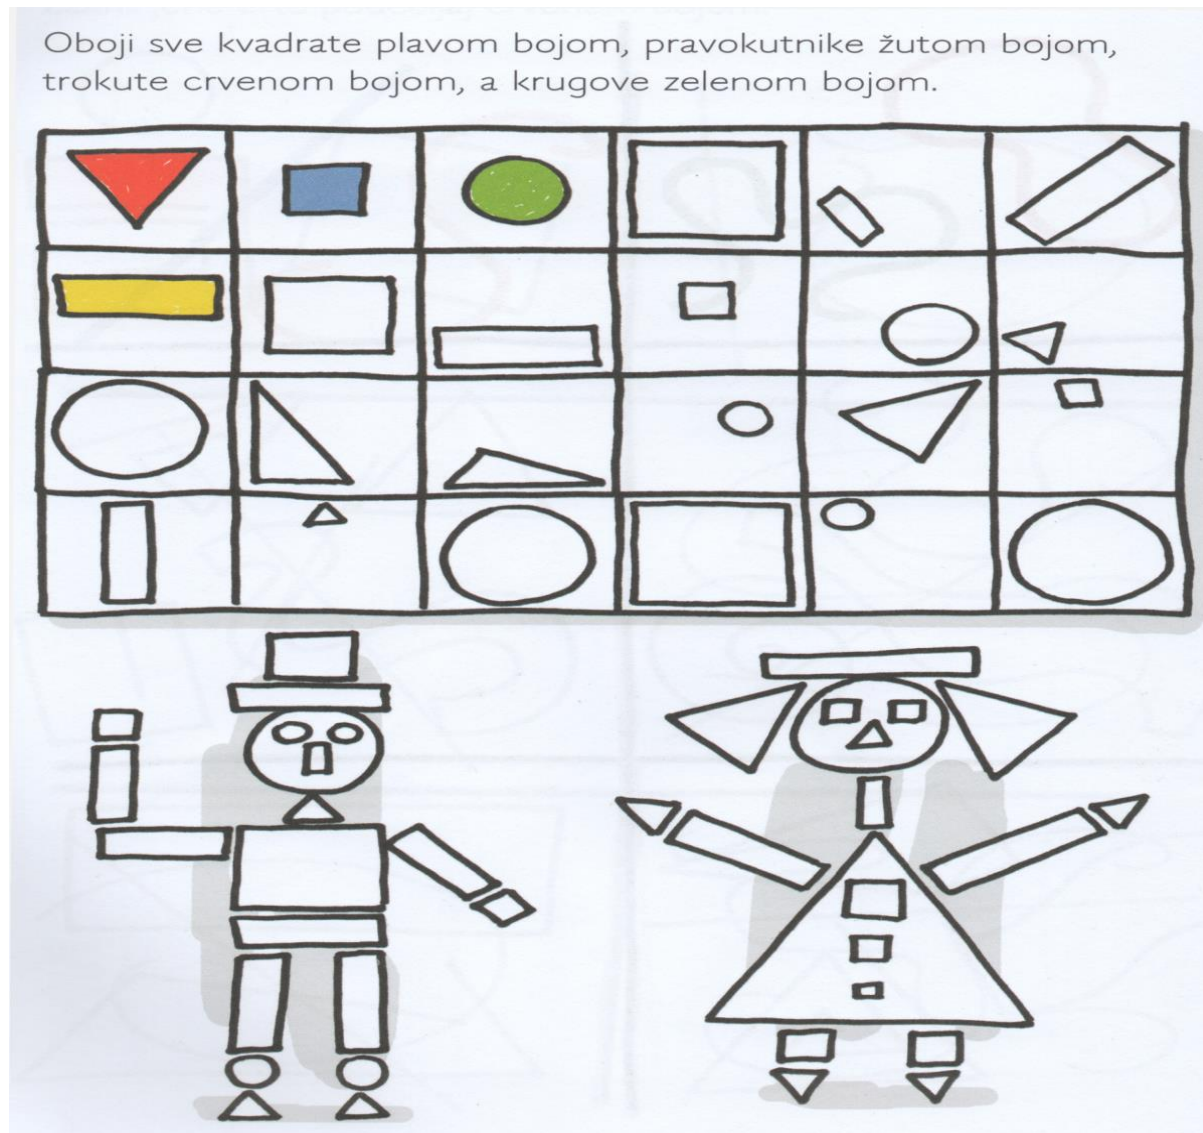 Oboji sve kvadrate plavom bojom, pravokutnike žutom bojom,
trokute crvenom bojom, a krugove zelenom bojom.